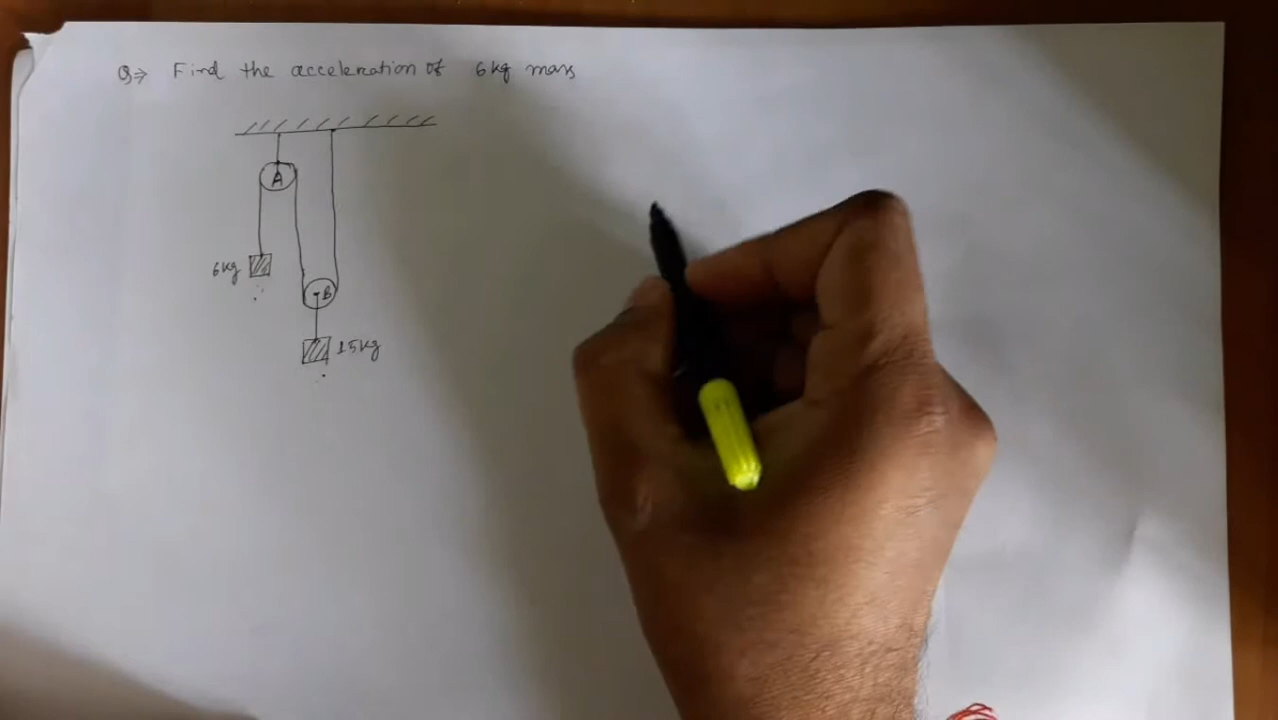 Q⇒ Find the acceleration of 6kg mass
A
6kg
B
15kg